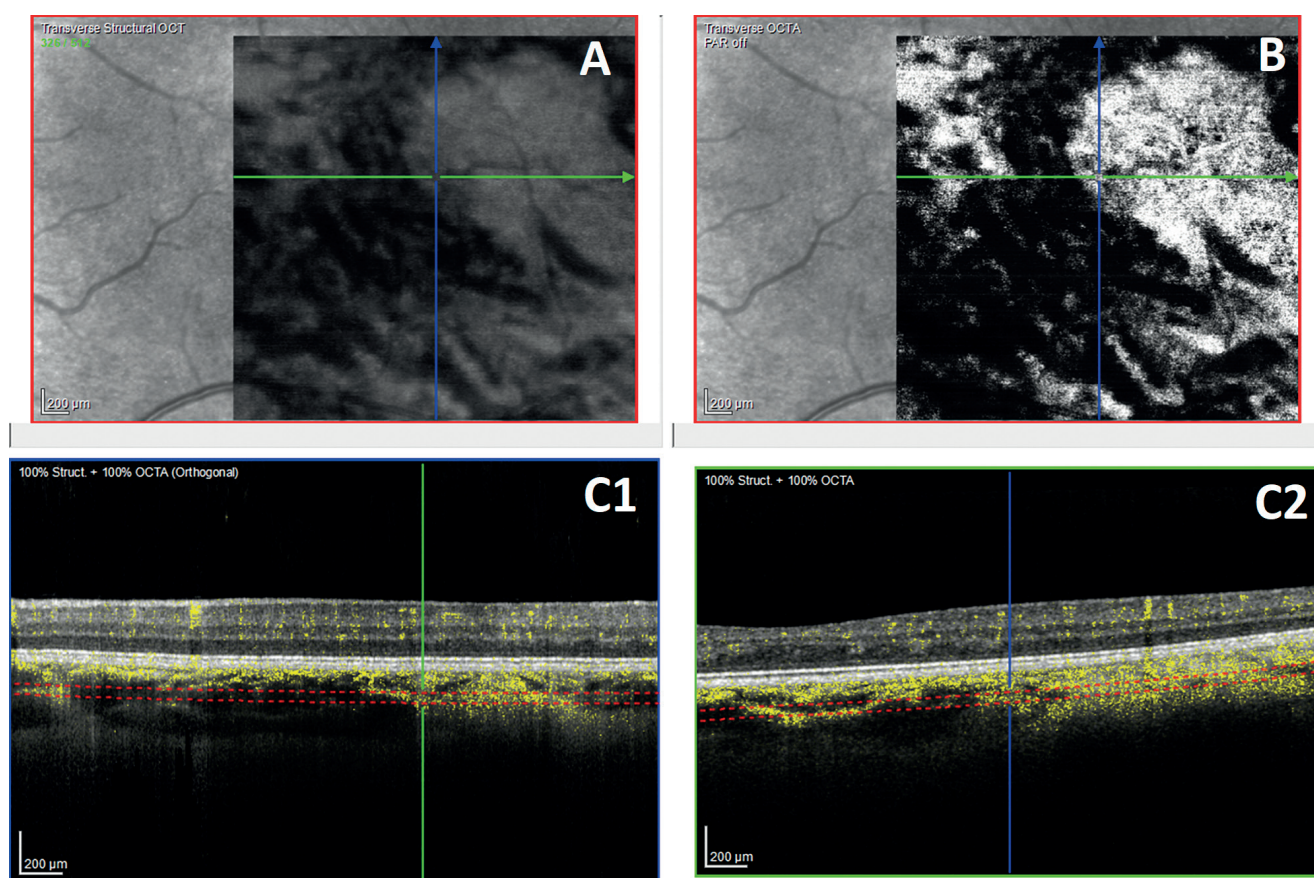 Transverse Structural OCT
A
200 µm
Transverse OCTA
PAR off
B
200 µm
100% Struct. + 100% OCTA (Orthogonal)
C1
200 µm
100% Struct. + 100% OCTA
C2
200 µm